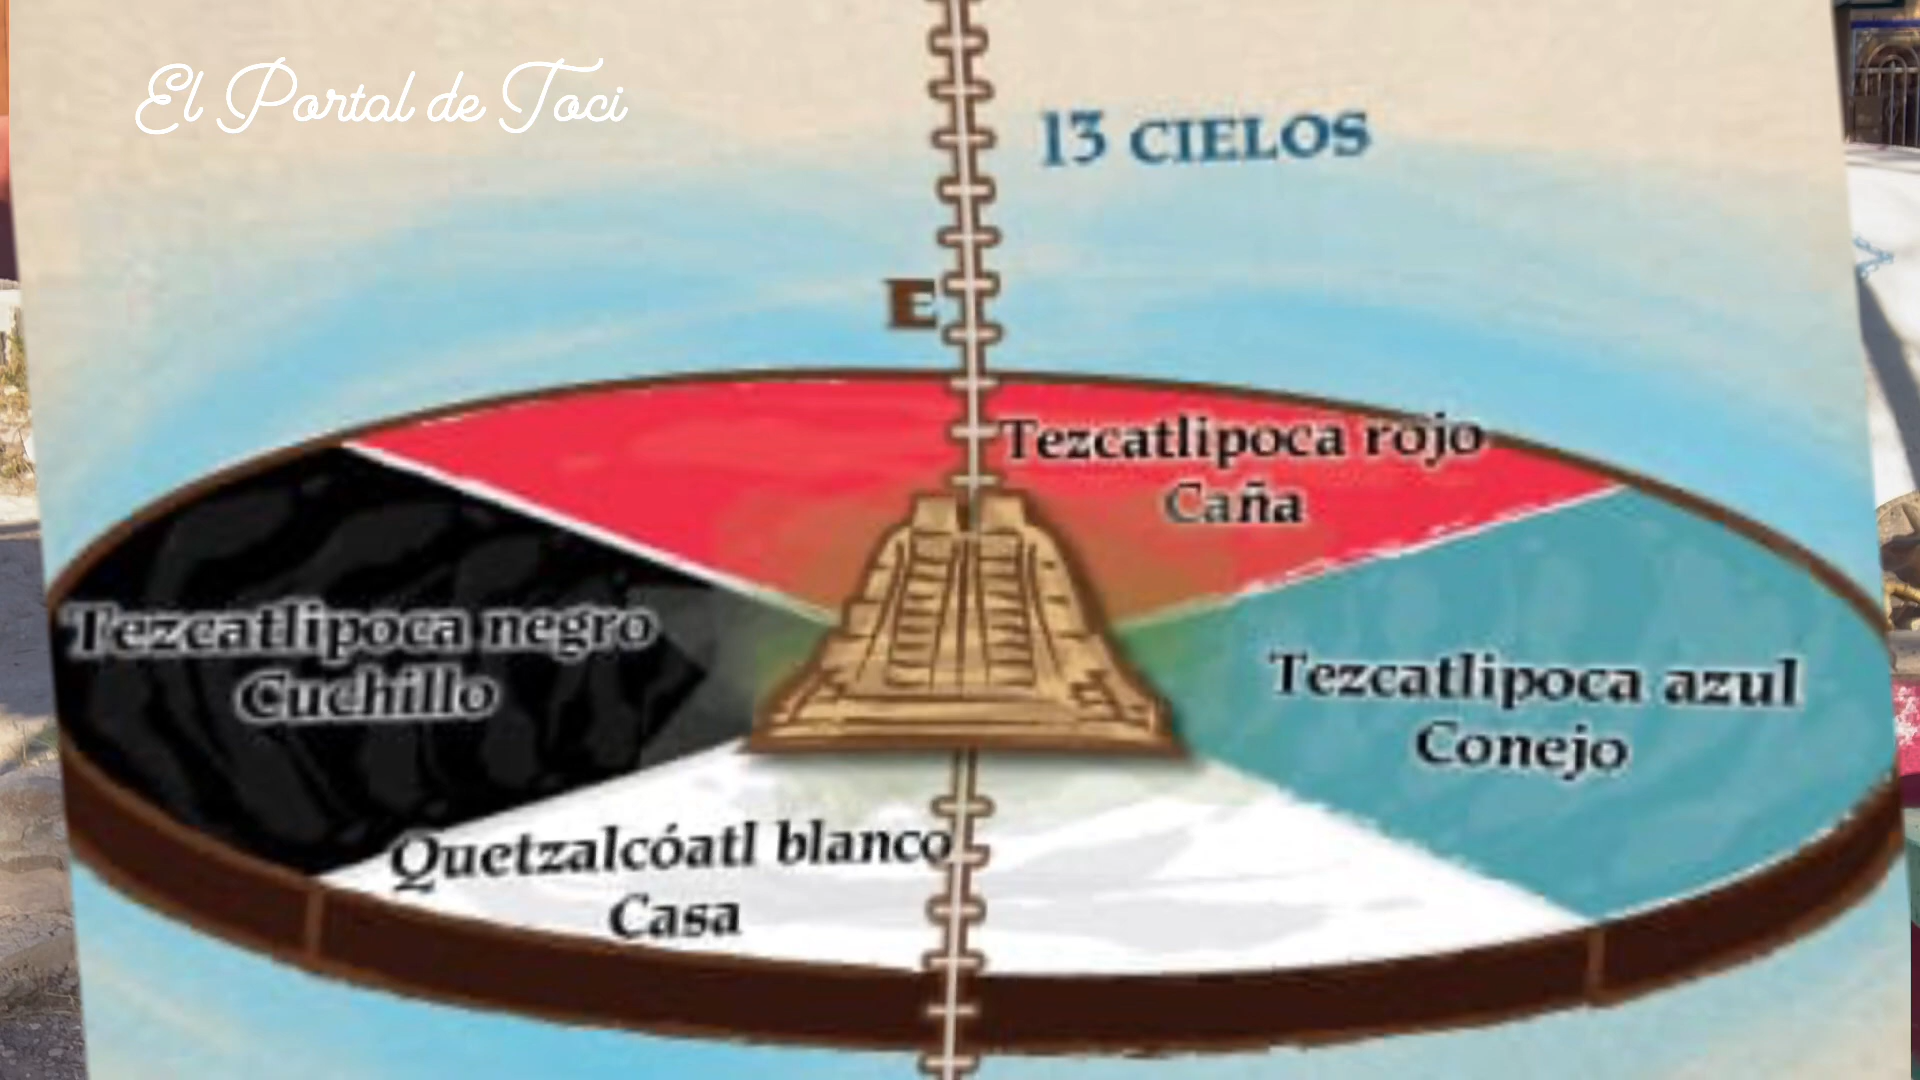 El Portal de Toci
13 CIELOS
E
Tezcatlipoca rojo
Caña
Tezcatlipoca negro
Cuchillo
Tezcatlipoca azul
Conejo
Quetzalcóatl blanco
Casa